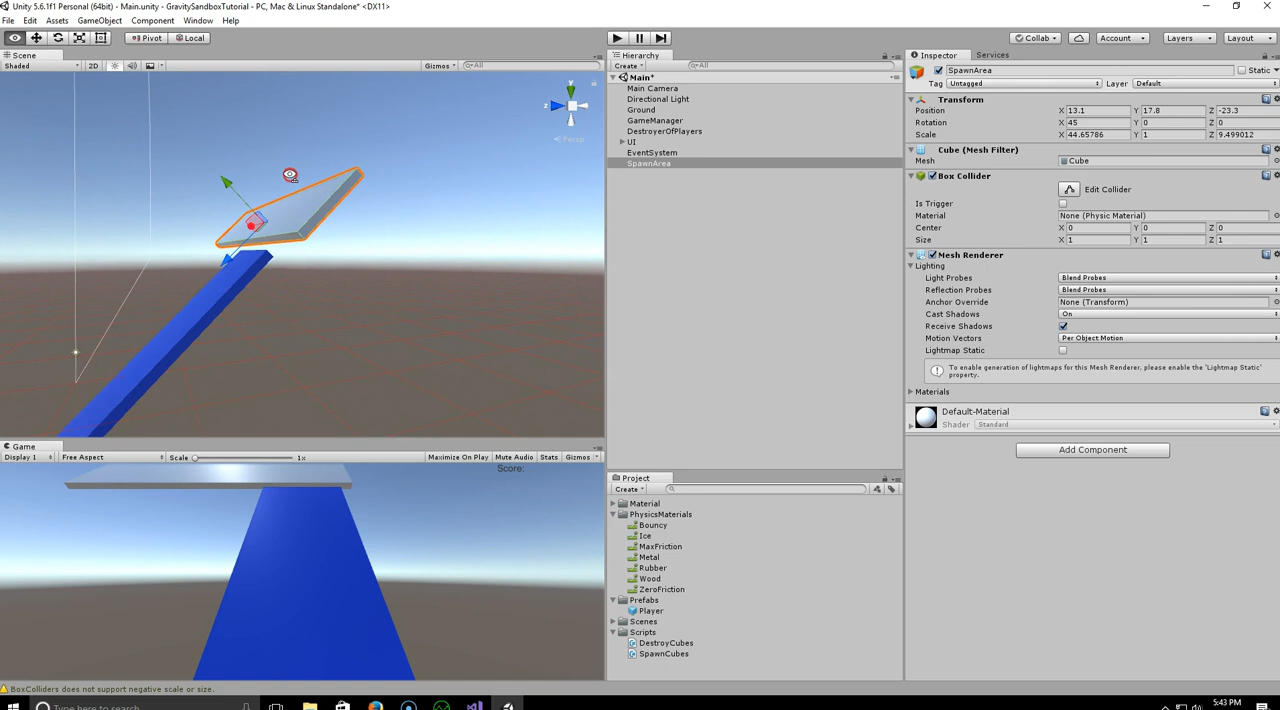 Unity 5.6.1f1 Personal (64bit) - Main.unity - GravitySandboxTutorial - PC, Mac & Linux Standalone* <DX11>
File Edit Assets GameObject Component Window Help
Pivot Local Collab Account Layers Layout
Scene
Shaded 2D Gizmos All
y
z
Persp
Game
Display 1 Free Aspect Scale 1x Maximize On Play Mute Audio Stats Gizmos
Score:
Hierarchy
Create All
Main*
Main Camera
Directional Light
Ground
GameManager
DestroyerOfPlayers
UI
EventSystem
SpawnArea
Project
Create
Material
PhysicsMaterials
Bouncy
Ice
MaxFriction
Metal
Rubber
Wood
ZeroFriction
Prefabs
Player
Scenes
Scripts
DestroyCubes
SpawnCubes
Inspector Services
SpawnArea Static
Tag Untagged Layer Default
Transform
Position X 13.1 Y 17.8 Z -23.3
Rotation X 45 Y 0 Z 0
Scale X 44.65786 Y 1 Z 9.499012
Cube (Mesh Filter)
Mesh Cube
Box Collider
Edit Collider
Is Trigger
Material None (Physic Material)
Center X 0 Y 0 Z 0
Size X 1 Y 1 Z 1
Mesh Renderer
Lighting
Light Probes Blend Probes
Reflection Probes Blend Probes
Anchor Override None (Transform)
Cast Shadows On
Receive Shadows
Motion Vectors Per Object Motion
Lightmap Static
To enable generation of lightmaps for this Mesh Renderer, please enable the 'Lightmap Static'
property.
Materials
Default-Material
Shader Standard
Add Component
BoxColliders does not support negative scale or size.
Type here to search
5:43 PM